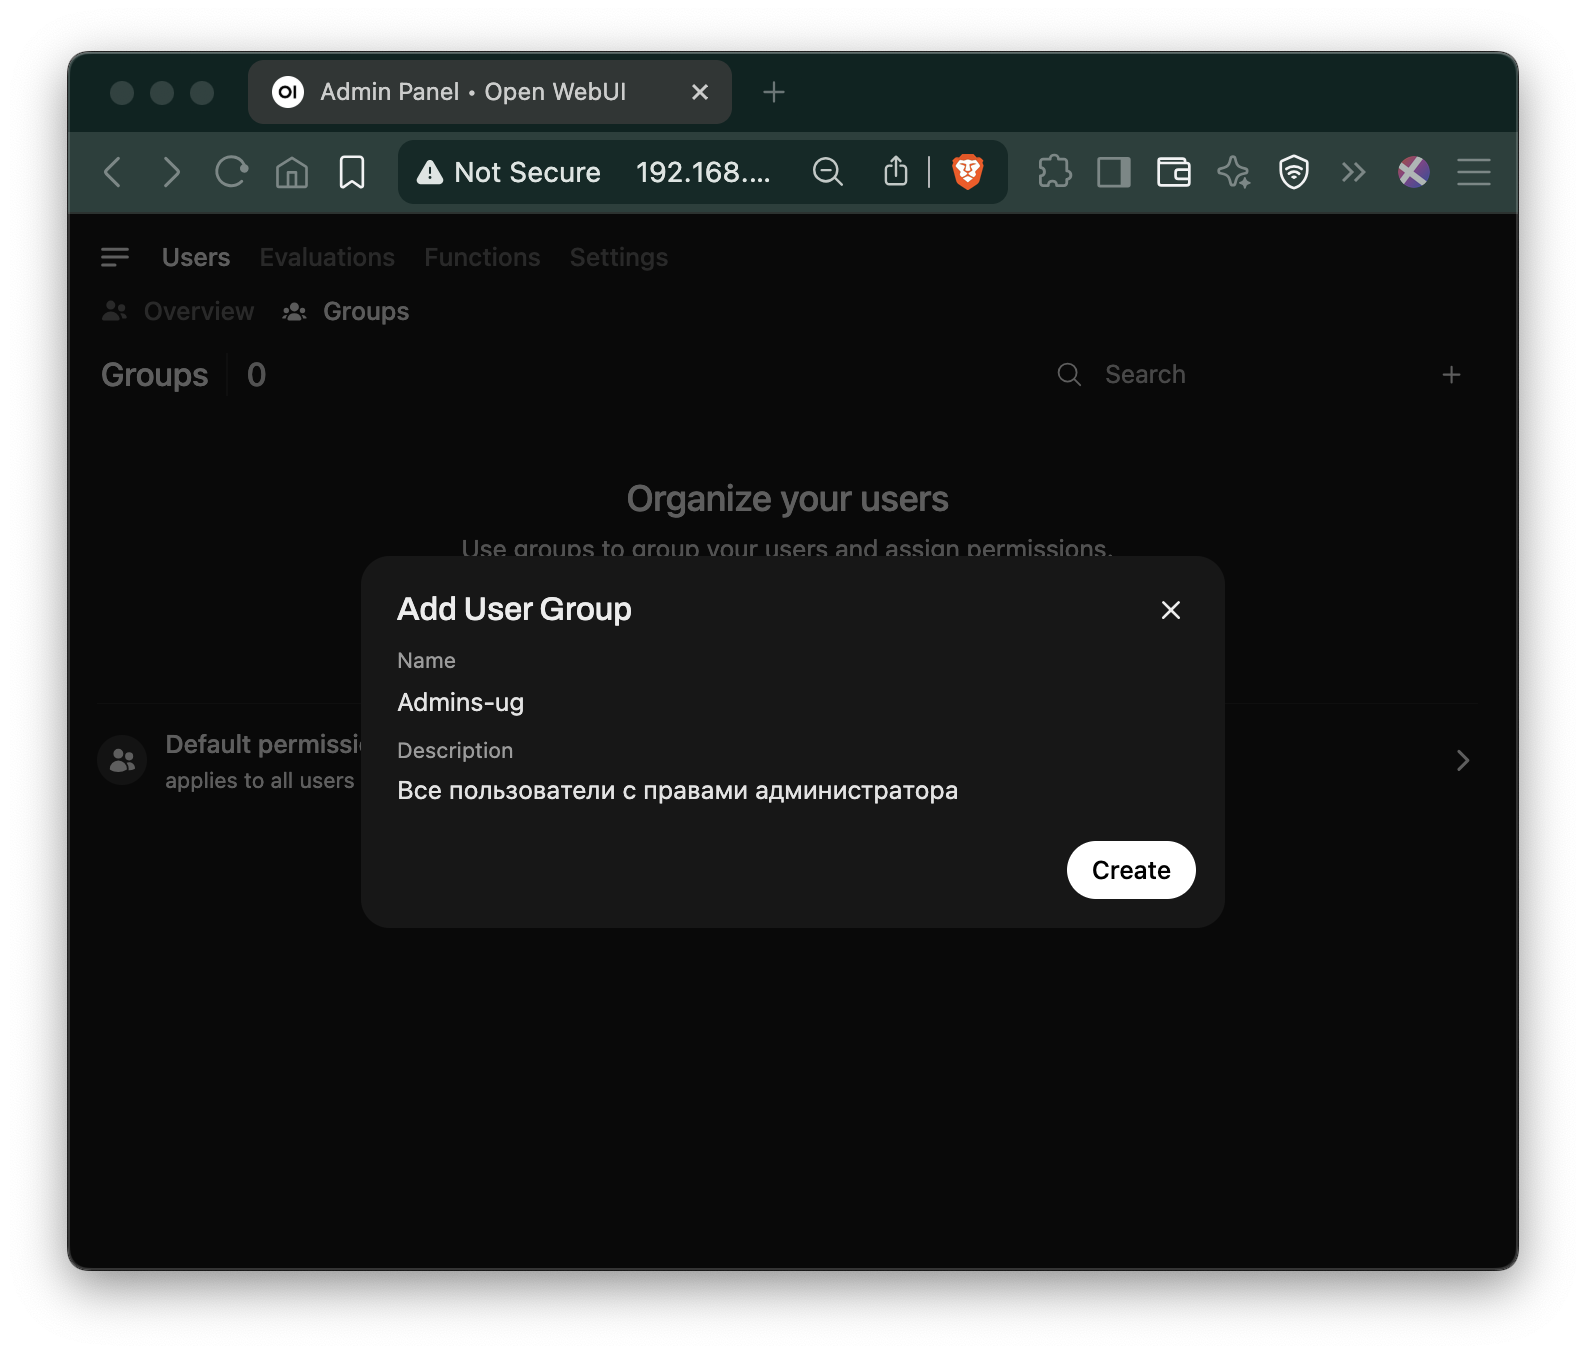 OI Admin Panel • Open WebUI
Not Secure 192.168....
Users Evaluations Functions Settings
Overview Groups
Groups 0 Search
Organize your users
Use groups to group your users and assign permissions.
Add User Group
Name
Admins-ug
Description
Все пользователи с правами администратора
Create
Default permissi
applies to all users